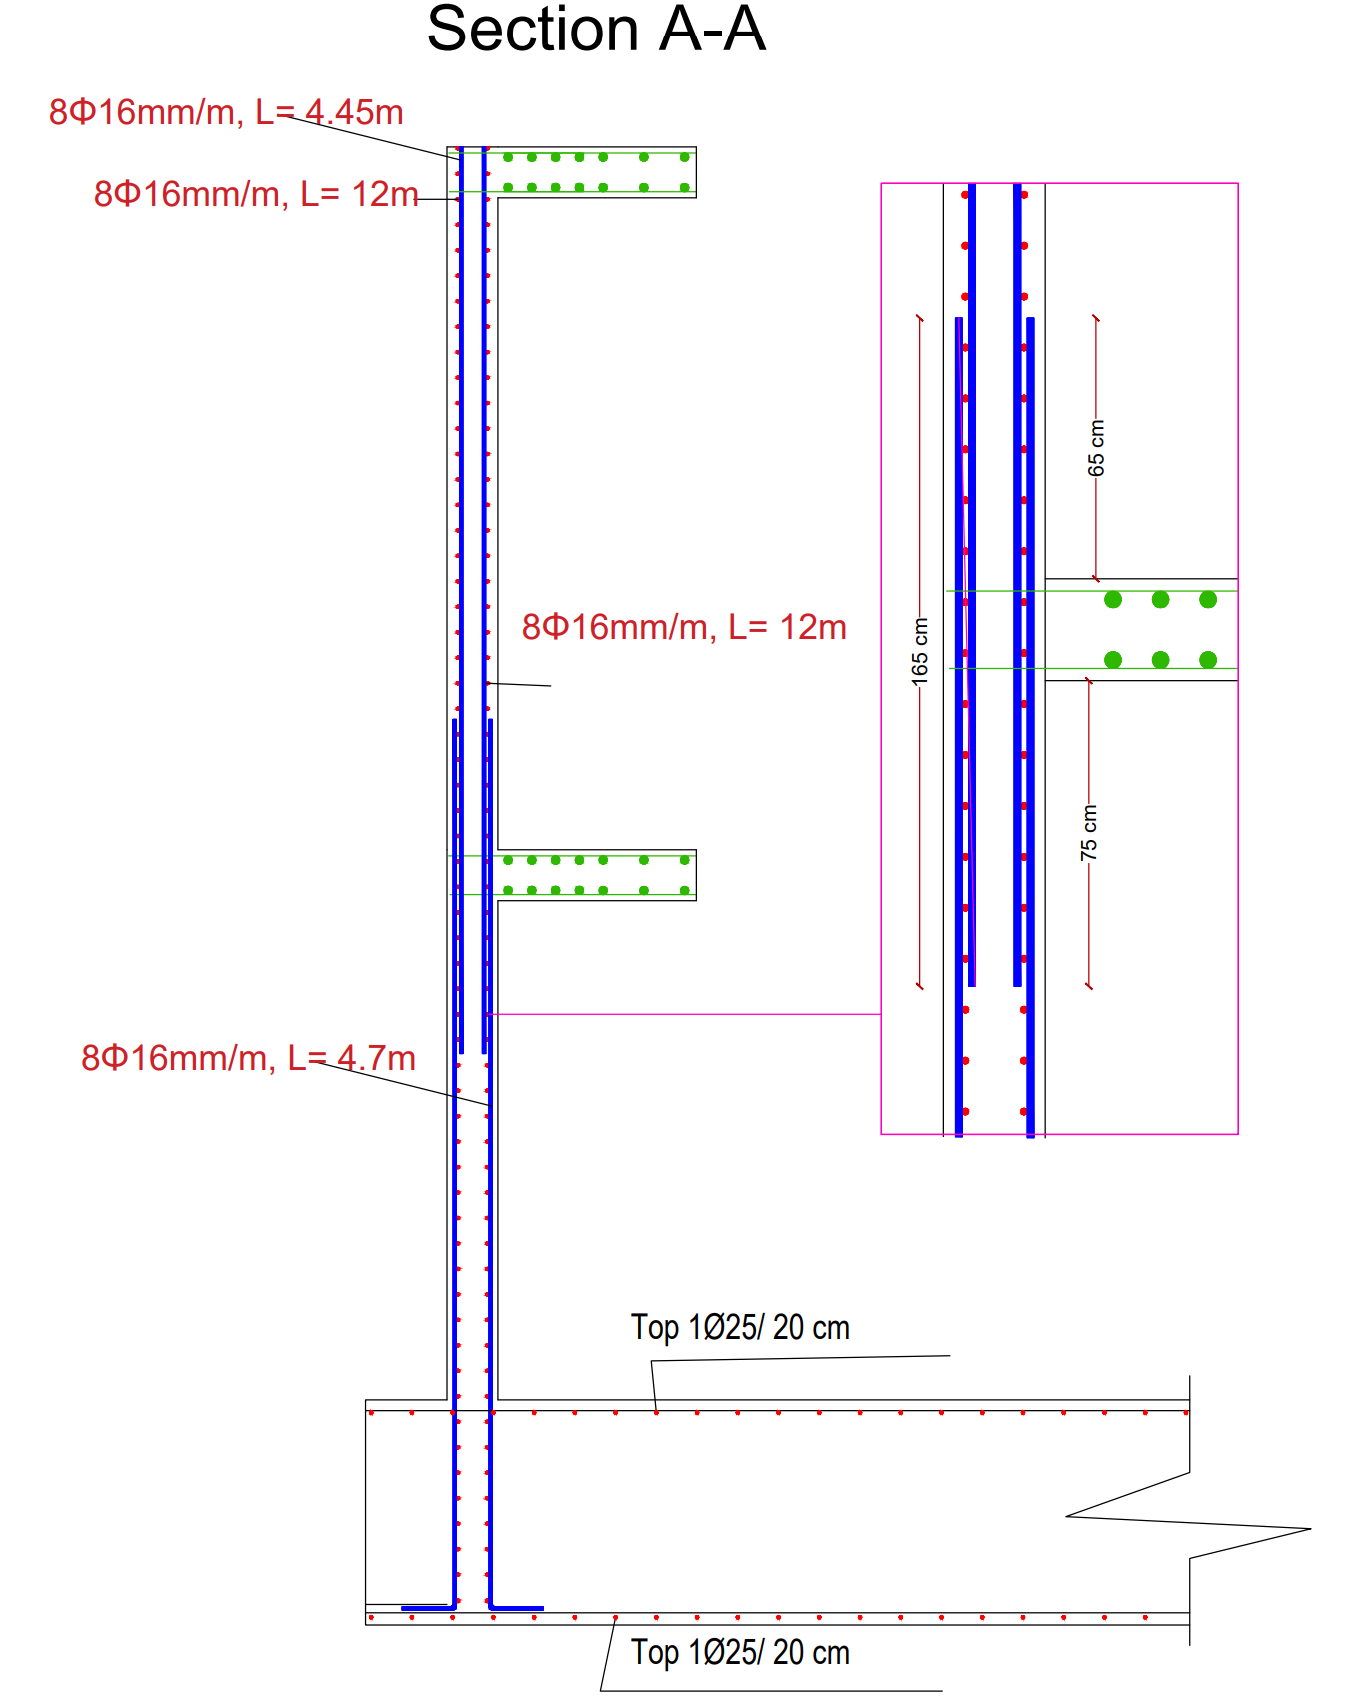 Section A-A
8Φ16mm/m, L= 4.45m
8Φ16mm/m, L= 12m
65 cm
8Φ16mm/m, L= 12m
165 cm
75 cm
8Φ16mm/m, L= 4.7m
Top 1Ø25/ 20 cm
Top 1Ø25/ 20 cm